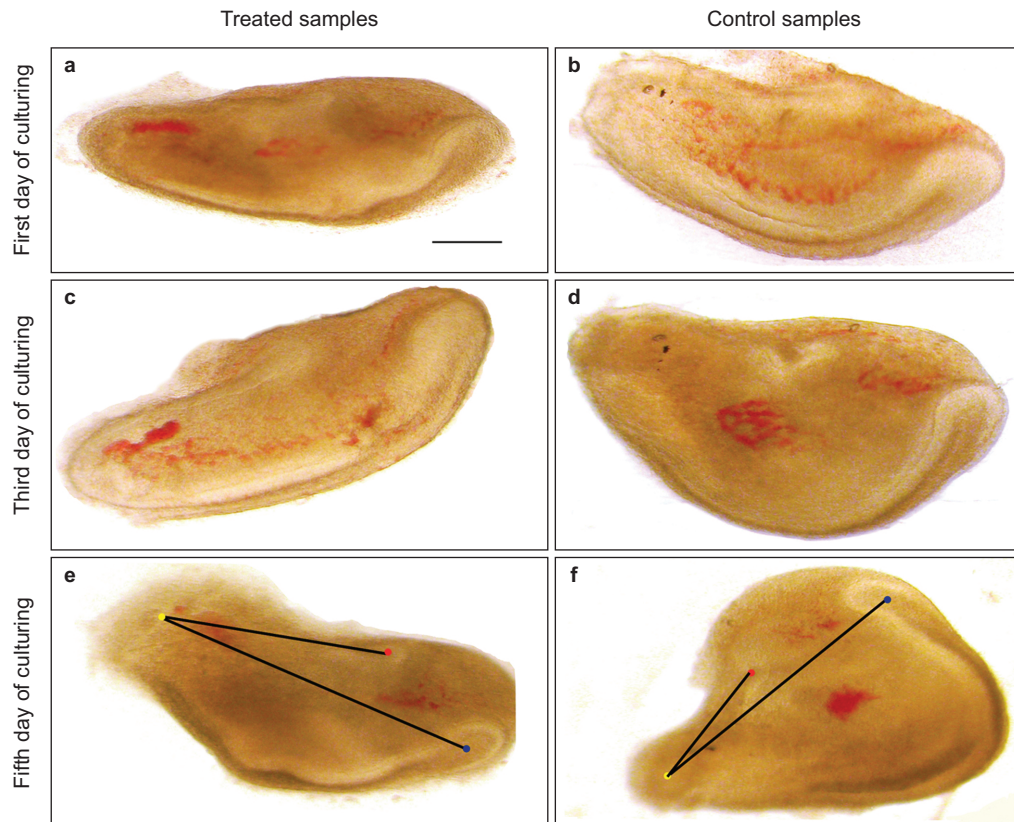 Treated samples
Control samples
First day of culturing
a
b
Third day of culturing
c
d
Fifth day of culturing
e
f